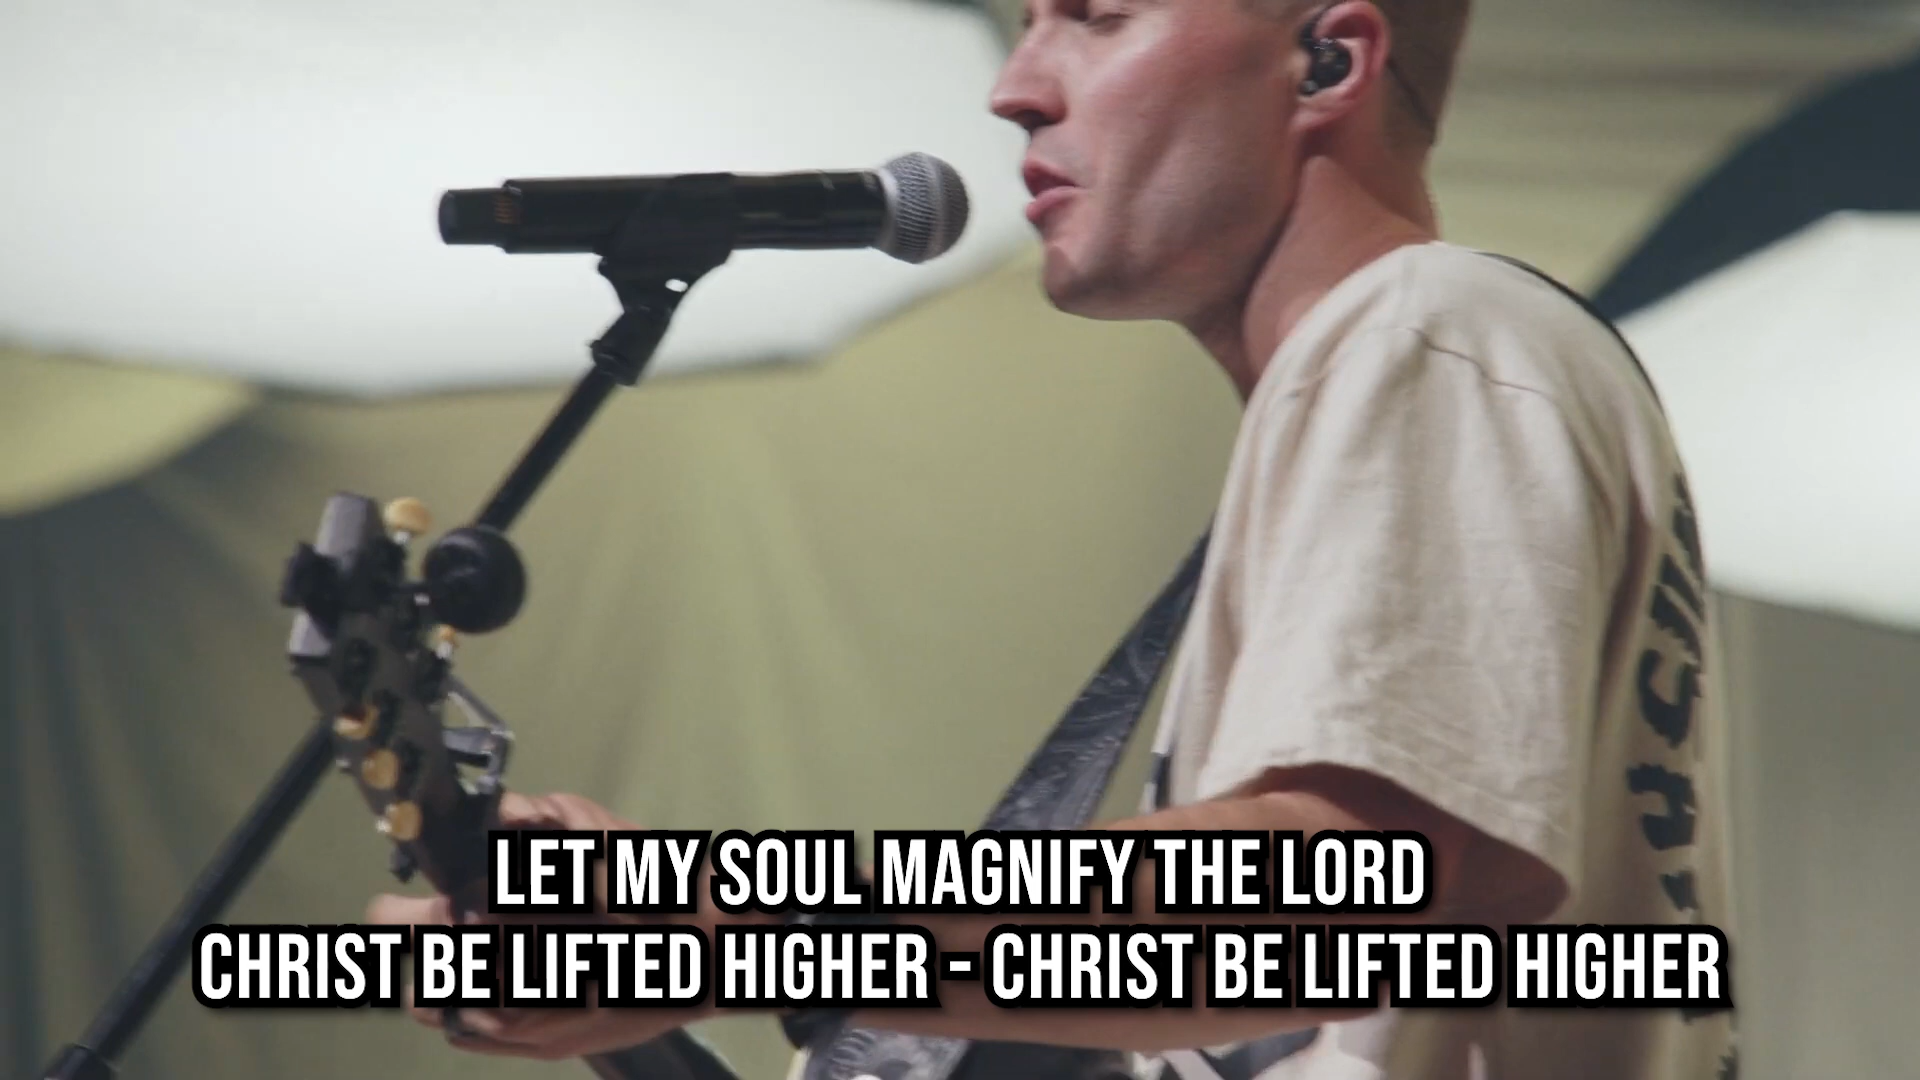 LET MY SOUL MAGNIFY THE LORD
CHRIST BE LIFTED HIGHER - CHRIST BE LIFTED HIGHER